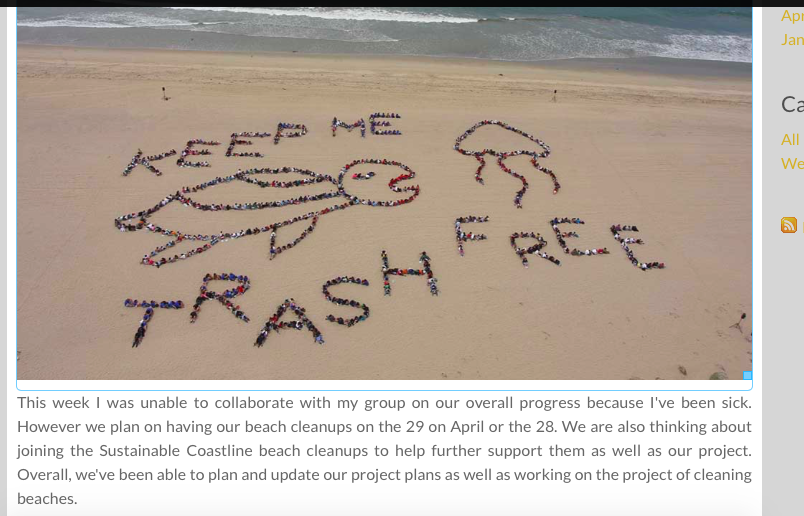 KEEP ME
TRASH FREE
This week I was unable to collaborate with my group on our overall progress because I've been sick.
However we plan on having our beach cleanups on the 29 on April or the 28. We are also thinking about
joining the Sustainable Coastline beach cleanups to help further support them as well as our project.
Overall, we've been able to plan and update our project plans as well as working on the project of cleaning
beaches.
All